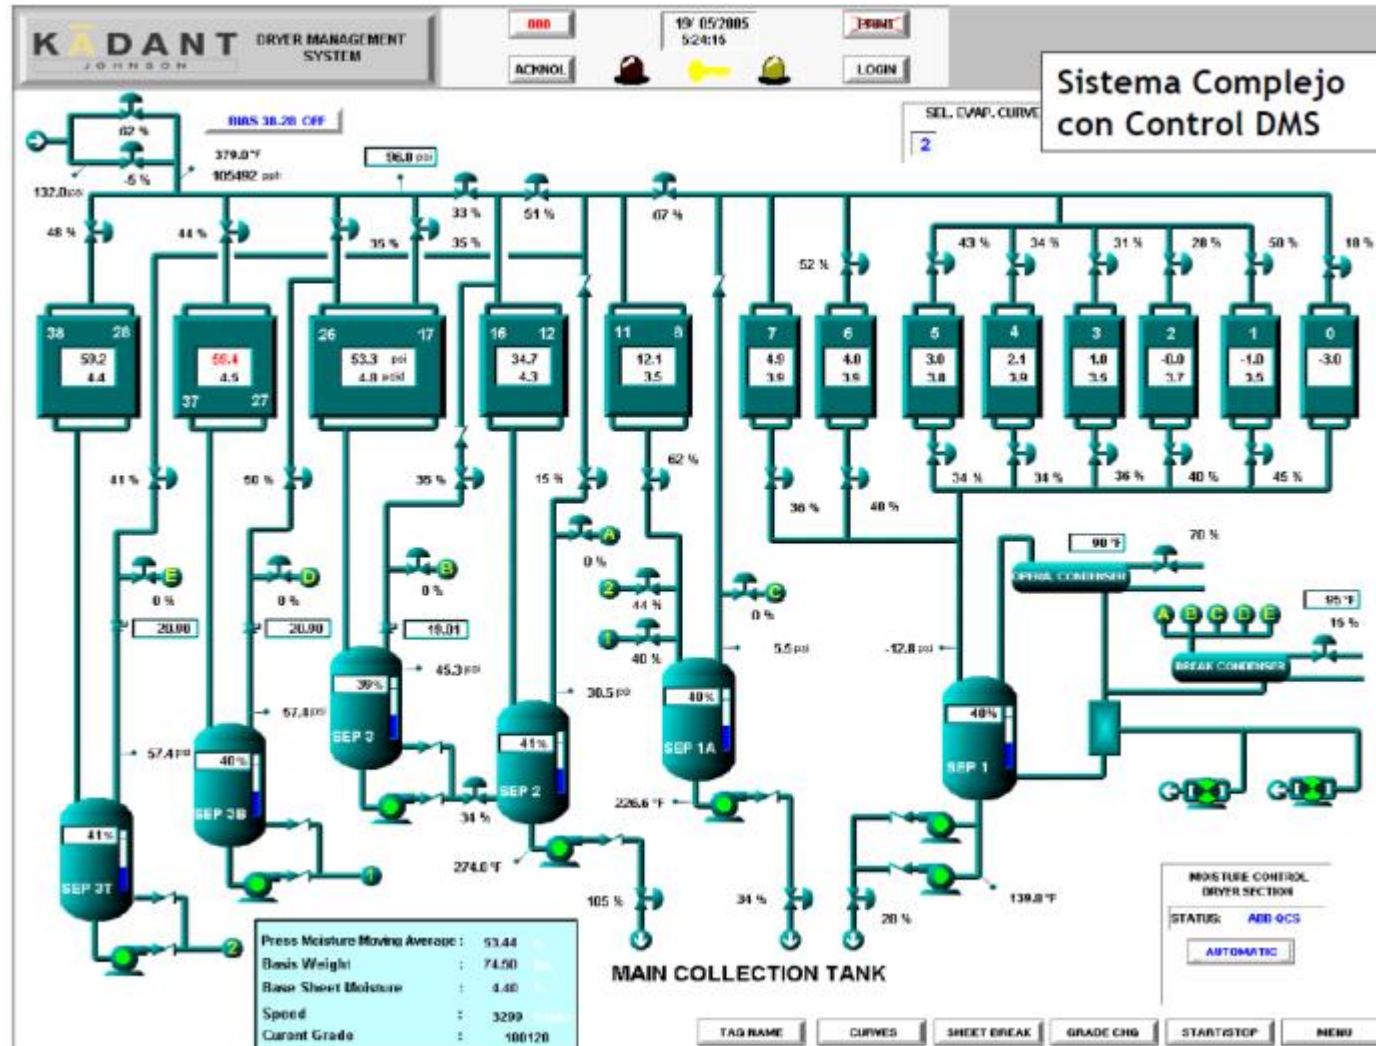 KADANT
JOHNSON
DRYER MANAGEMENT
SYSTEM
000
ACKNOL
19/ 05/2005
5:24:16
PRINT
LOGIN
Sistema Complejo
con Control DMS
BIAS 38-28 OFF
SEL. EVAP. CURVE
2
62 %
-5 %
132.0 psi
379.0 °F
105492 pph
96.0 psi
33 %
51 %
67 %
48 %
44 %
35 %
35 %
52 %
43 %
34 %
31 %
28 %
50 %
18 %
38 28
59.2
4.4
4.5
37 27
26 17
53.3 psi
4.8 psid
16 12
34.7
4.3
11 8
12.1
3.5
7
4.9
3.9
6
4.0
3.9
5
3.0
3.8
4
2.1
3.9
3
1.0
3.5
2
-0.0
3.7
1
-1.0
3.5
0
-3.0
41 %
50 %
35 %
15 %
62 %
36 %
40 %
34 %
34 %
36 %
40 %
45 %
E
0 %
D
0 %
B
0 %
A
0 %
2
44 %
1
40 %
C
0 %
20.90
20.90
19.01
45.3 psi
30.5 psi
5.5 psi
-12.8 psi
57.4 psi
57.4 psi
90 °F
70 %
OPERA. CONDENSER
95 °F
15 %
A B C D E
BREAK CONDENSER
39%
SEP 3
41%
SEP 2
40%
SEP 1A
40%
SEP 1
40%
SEP 3B
41%
SEP 3T
34 %
274.0 °F
226.6 °F
139.8 °F
105 %
34 %
28 %
1
2
MAIN COLLECTION TANK
MOISTURE CONTROL
DRYER SECTION
STATUS: ABB QCS
AUTOMATIC
Press Moisture Moving Average : 53.44
Basis Weight : 74.50
Base Sheet Moisture : 4.40
Speed : 3299
Curent Grade : 100120
TAG NAME
CURVES
SHEET BREAK
GRADE CHG
START/STOP
MENU